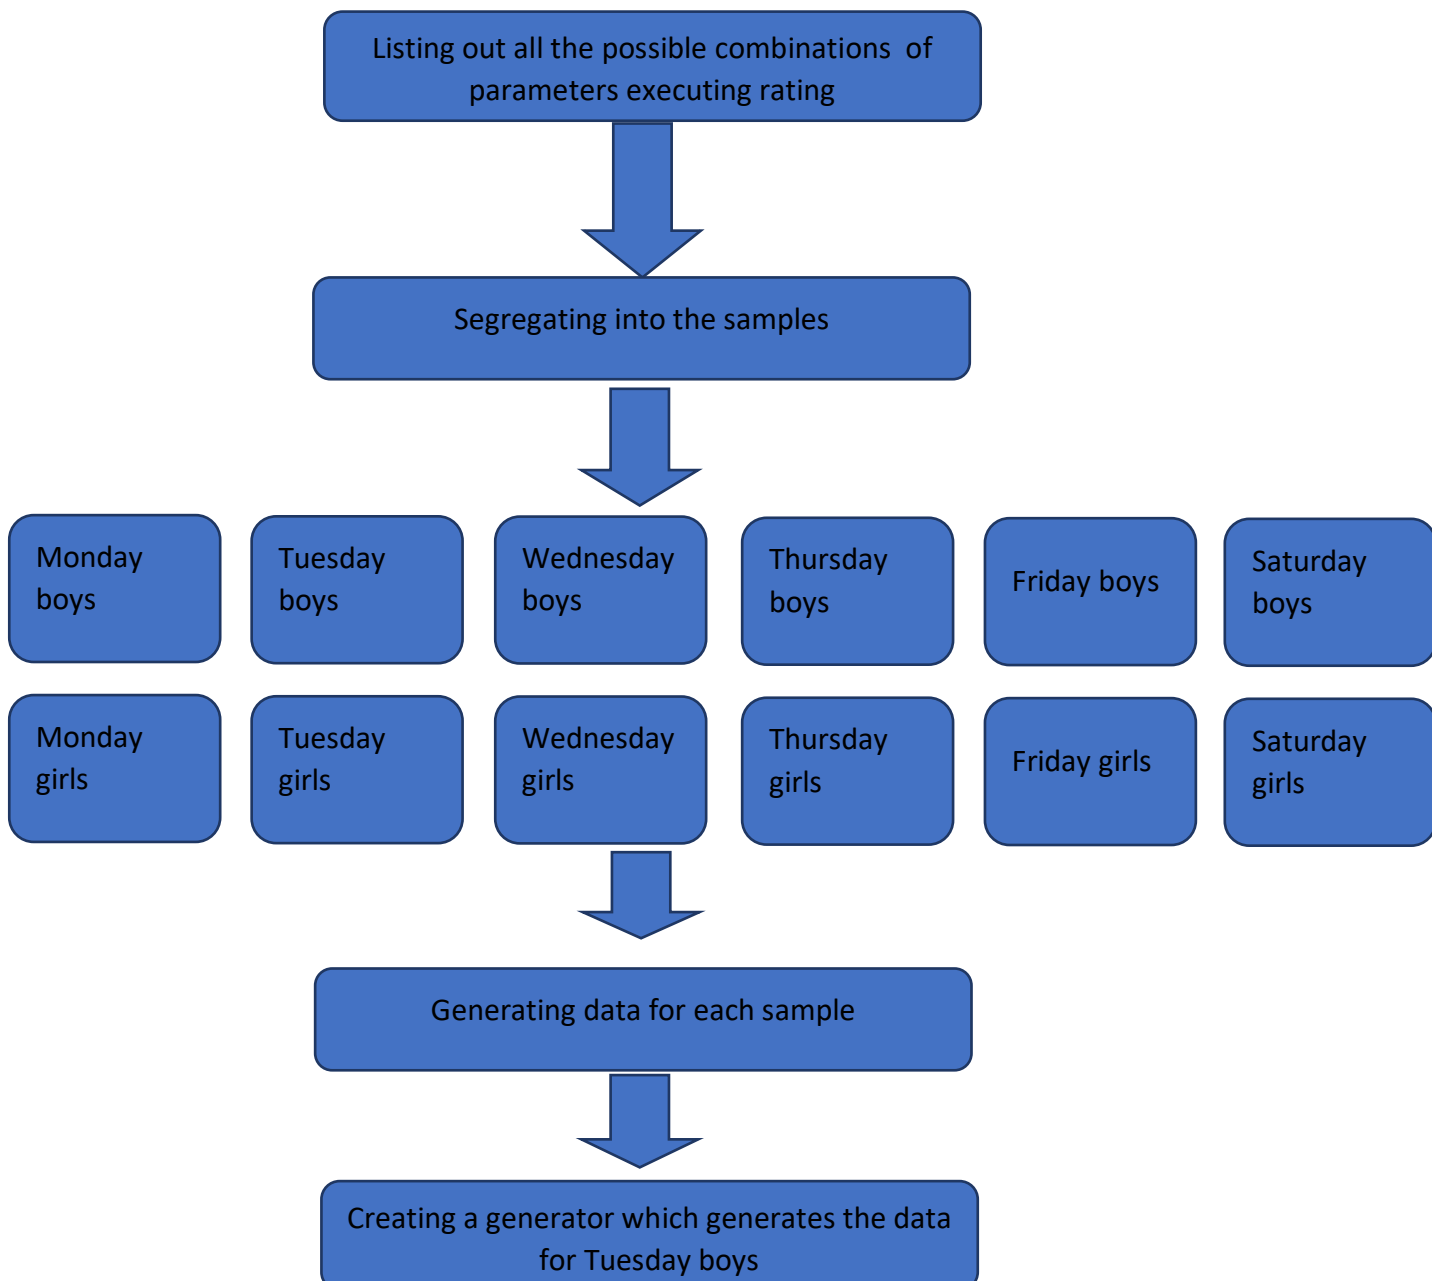 Listing out all the possible combinations of
parameters executing rating
Segregating into the samples
Monday
boys
Tuesday
boys
Wednesday
boys
Thursday
boys
Friday boys
Saturday
boys
Monday
girls
Tuesday
girls
Wednesday
girls
Thursday
girls
Friday girls
Saturday
girls
Generating data for each sample
Creating a generator which generates the data
for Tuesday boys